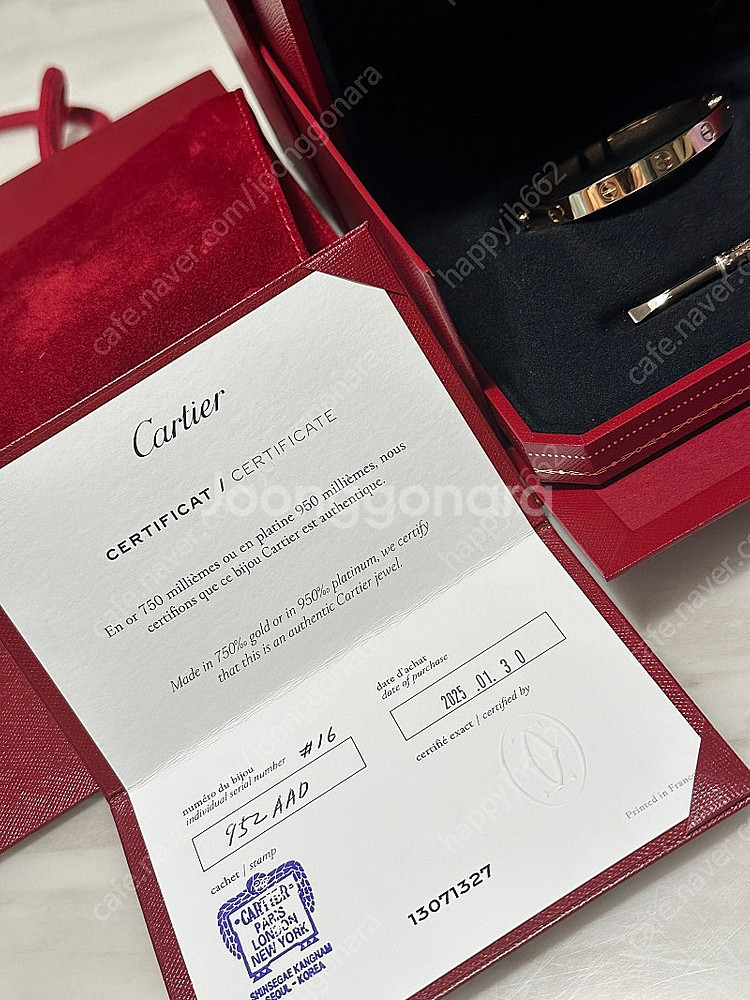 Cartier
CERTIFICAT / CERTIFICATE
En or 750 millièmes ou en platine 950 millièmes, nous
certifions que ce bijou Cartier est authentique.
Made in 750‰ gold or in 950‰ platinum, we certify
that this is an authentic Cartier jewel.
date d'achat
date of purchase
2025 .01. 30
certifié exact / certified by
numéro du bijou
individual serial number #16
952 AAD
cachet / stamp
CARTIER
PARIS
LONDON
NEW YORK
SHINSEGAE KANGNAM
SEOUL - KOREA
13071327
Printed in France
Joonggonara
cafe.naver.com/joonggonara
happyjh662